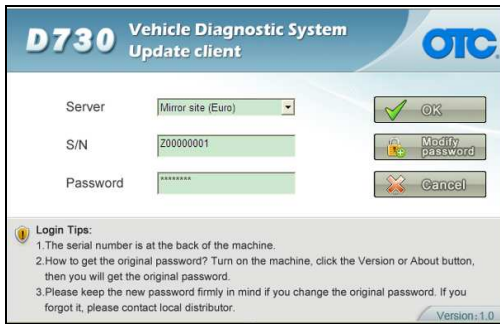 D730 Vehicle Diagnostic System
Update client
OTC
Server Mirror site (Euro)
OK
S/N Z00000001
Modify
password
Password ********
Cancel
Login Tips:
1.The serial number is at the back of the machine.
2.How to get the original password? Turn on the machine, click the Version or About button,
then you will get the original password.
3.Please keep the new password firmly in mind if you change the original password. If you
forgot it, please contact local distributor.
Version:1.0